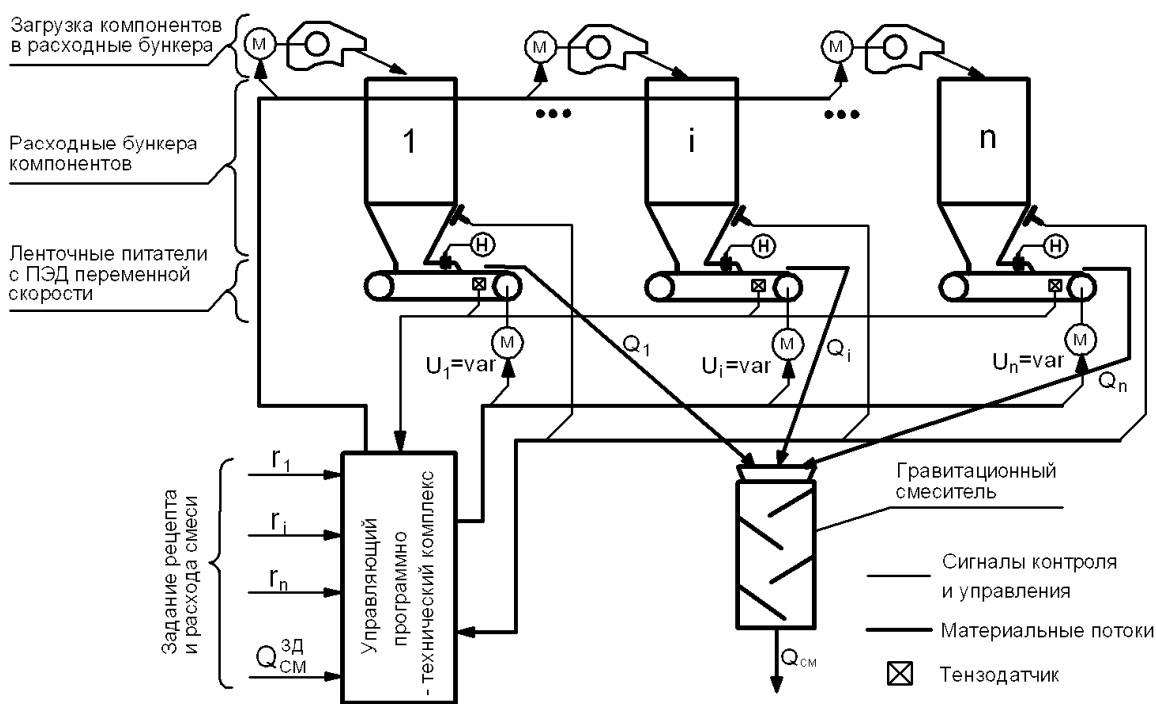 Загрузка компонентов
в расходные бункера
M
M
M
1
i
n
Расходные бункера
компонентов
Ленточные питатели
с ПЭД переменной
скорости
H
H
H
M
M
M
U1=var
Ui=var
Un=var
Q1
Qi
Qn
Задание рецепта
и расхода смеси
r1
ri
rn
QЗДСМ
Управляющий
программно
- технический комплекс
Гравитационный
смеситель
Qсм
Сигналы контроля
и управления
Материальные потоки
Тензодатчик